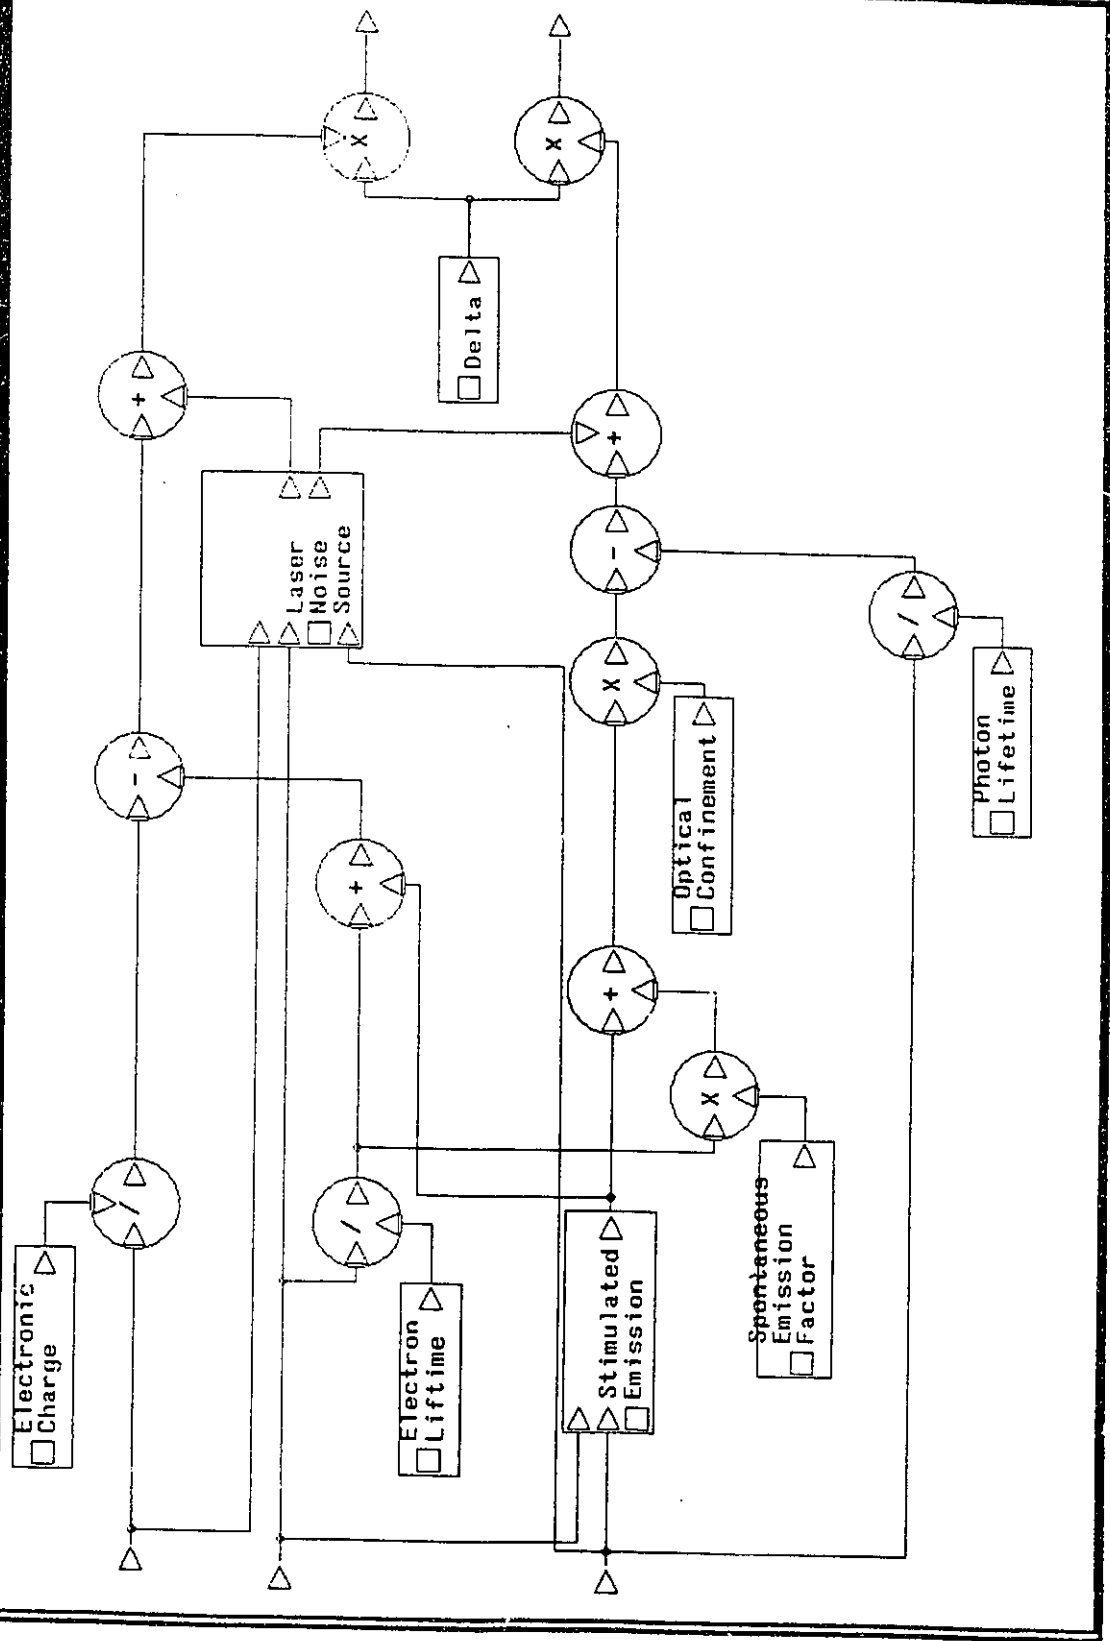 Electronic
Charge
/
-
+
X
Electron
Liftime
/
+
Laser
Noise
Source
Delta
X
Stimulated
Emission
+
X
-
+
Spontaneous
Emission
Factor
X
Optical
Confinement
/
Photon
Lifetime